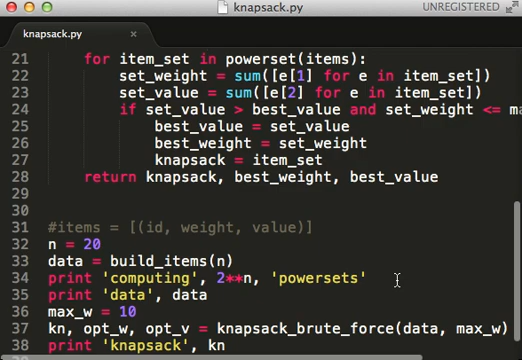 knapsack.py
UNREGISTERED
knapsack.py ×
21 for item_set in powerset(items):
22 set_weight = sum([e[1] for e in item_set])
23 set_value = sum([e[2] for e in item_set])
24 if set_value > best_value and set_weight <= ma
25 best_value = set_value
26 best_weight = set_weight
27 knapsack = item_set
28 return knapsack, best_weight, best_value
29
30
31 #items = [(id, weight, value)]
32 n = 20
33 data = build_items(n)
34 print 'computing', 2**n, 'powersets'
35 print 'data', data
36 max_w = 10
37 kn, opt_w, opt_v = knapsack_brute_force(data, max_w)
38 print 'knapsack', kn